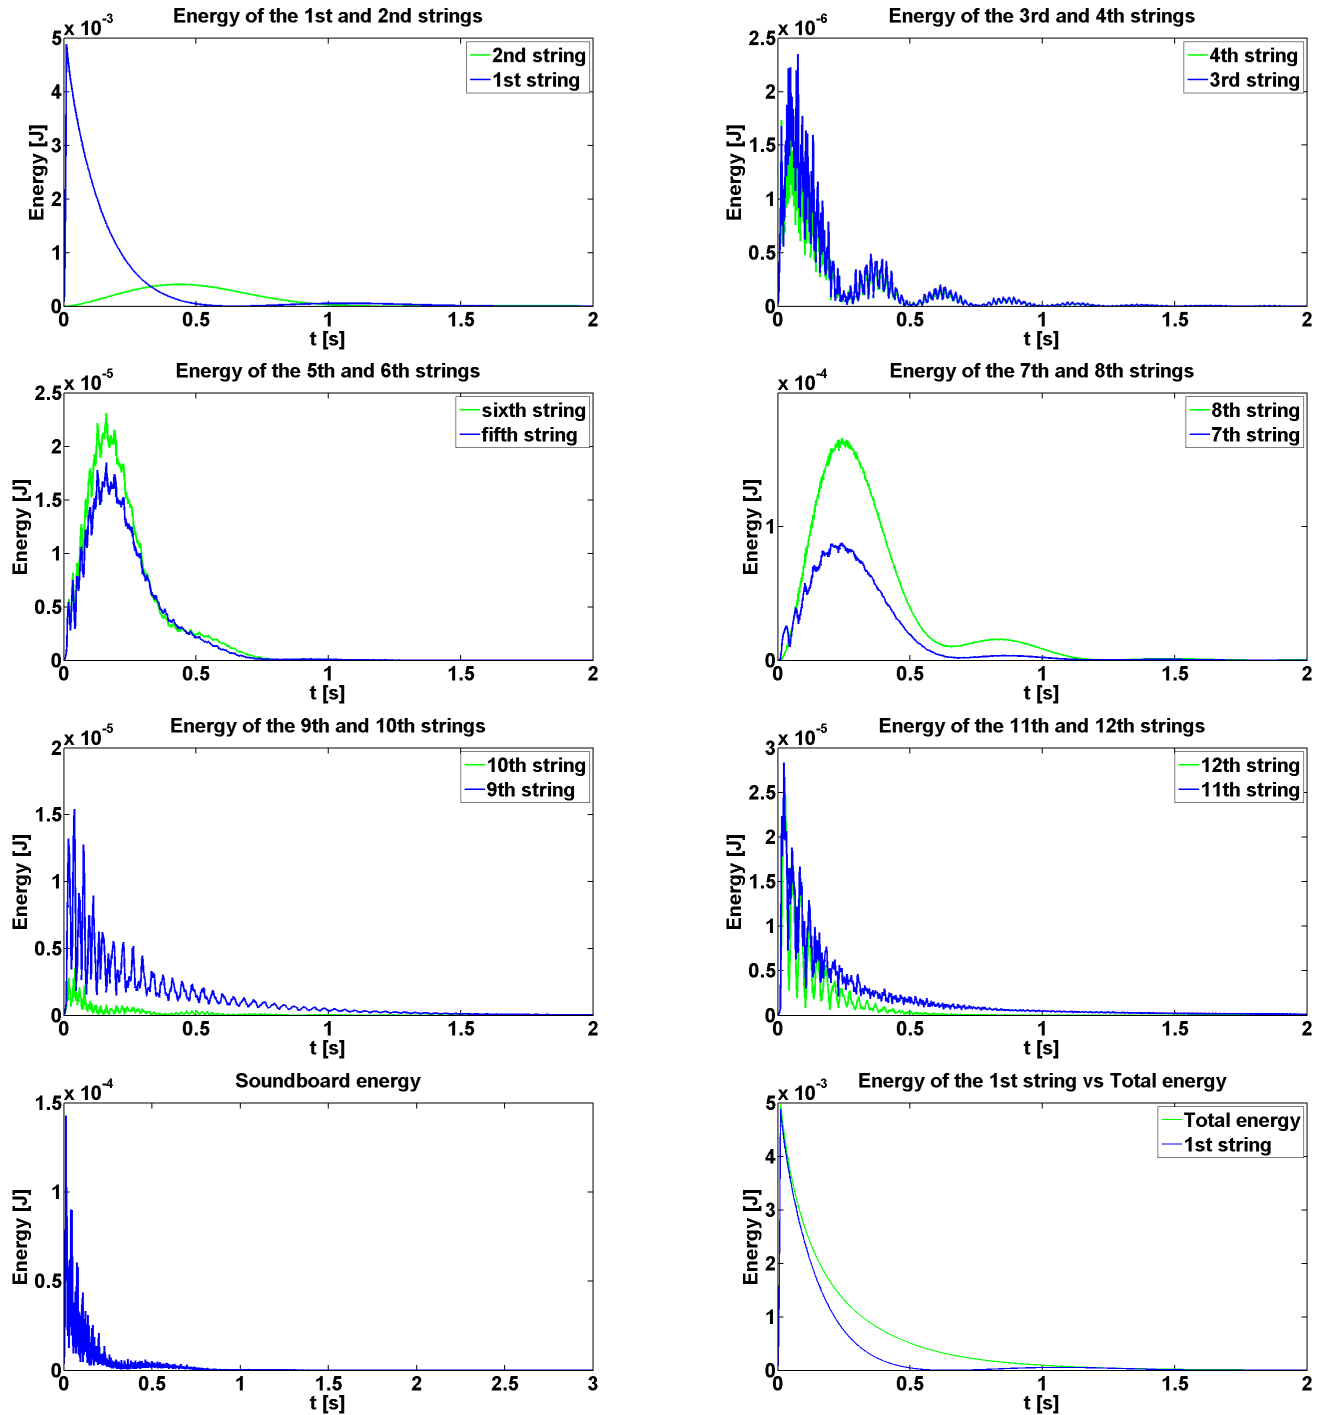 Energy of the 1st and 2nd strings
x 10-3
5
4
3
2
1
0
Energy [J]
2nd string
1st string
0 0.5 1 1.5 2
t [s]
Energy of the 3rd and 4th strings
x 10-6
2.5
2
1.5
1
0.5
0
Energy [J]
4th string
3rd string
0 0.5 1 1.5 2
t [s]
Energy of the 5th and 6th strings
x 10-5
2.5
2
1.5
1
0.5
0
Energy [J]
sixth string
fifth string
0 0.5 1 1.5 2
t [s]
Energy of the 7th and 8th strings
x 10-4
1
0
Energy [J]
8th string
7th string
0 0.5 1 1.5 2
t [s]
Energy of the 9th and 10th strings
x 10-5
2
1.5
1
0.5
0
Energy [J]
10th string
9th string
0 0.5 1 1.5 2
t [s]
Energy of the 11th and 12th strings
x 10-5
3
2.5
2
1.5
1
0.5
0
Energy [J]
12th string
11th string
0 0.5 1 1.5 2
t [s]
Soundboard energy
x 10-4
1.5
1
0.5
0
Energy [J]
0 0.5 1 1.5 2 2.5 3
t [s]
Energy of the 1st string vs Total energy
x 10-3
5
4
3
2
1
0
Energy [J]
Total energy
1st string
0 0.5 1 1.5 2
t [s]